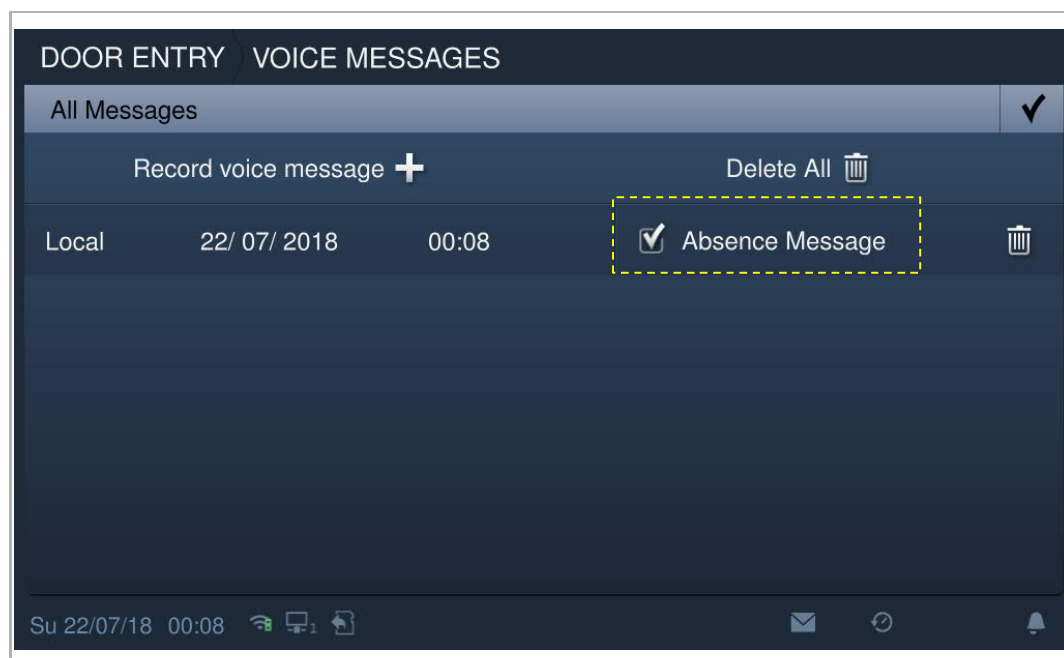 DOOR ENTRY VOICE MESSAGES
All Messages
Record voice message Delete All
Local 22/ 07/ 2018 00:08 Absence Message
Su 22/07/18 00:08 1